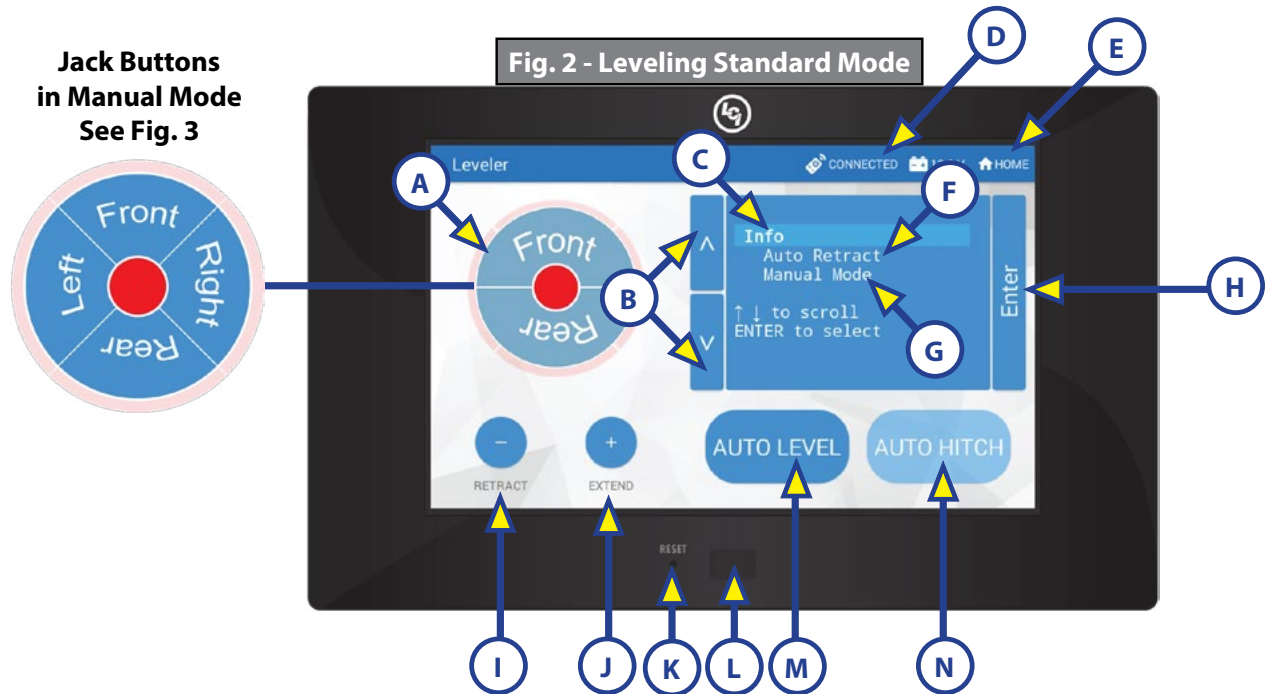 Jack Buttons
in Manual Mode
See Fig. 3
Front
Left
Right
Rear
Fig. 2 - Leveling Standard Mode
D
E
LCI
Leveler
CONNECTED
HOME
A
C
F
Front
Rear
B
∧
∨
Info
Auto Retract
Manual Mode
↑ ↓ to scroll
ENTER to select
Enter
H
G
−
+
RETRACT
EXTEND
AUTO LEVEL
AUTO HITCH
RESET
I
J
K
L
M
N